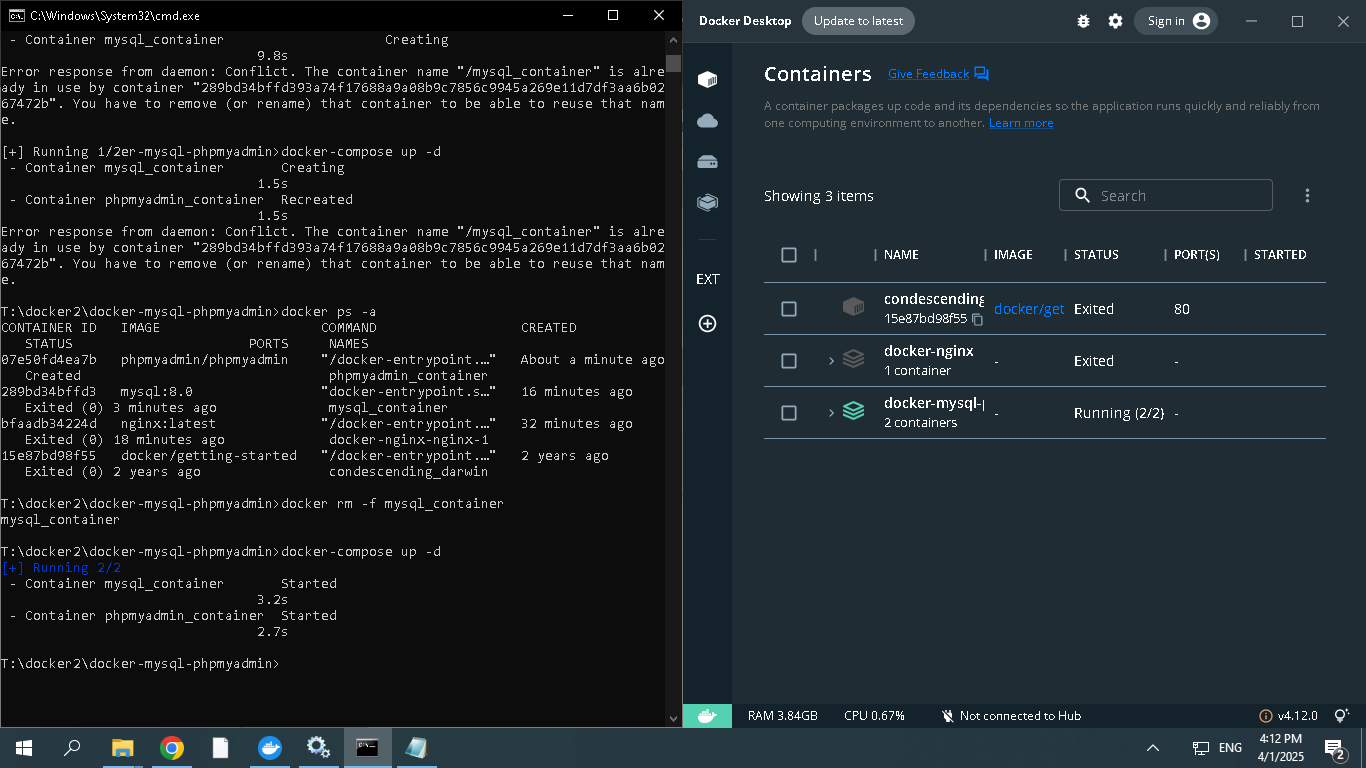 C:\Windows\System32\cmd.exe
- Container mysql_container Creating
9.8s
Error response from daemon: Conflict. The container name "/mysql_container" is alre
ady in use by container "289bd34bffd393a74f17688a9a08b9c7856c9945a269e11d7df3aa6b02
67472b". You have to remove (or rename) that container to be able to reuse that nam
e.
[+] Running 1/2er-mysql-phpmyadmin>docker-compose up -d
- Container mysql_container Creating
1.5s
- Container phpmyadmin_container Recreated
1.5s
Error response from daemon: Conflict. The container name "/mysql_container" is alre
ady in use by container "289bd34bffd393a74f17688a9a08b9c7856c9945a269e11d7df3aa6b02
67472b". You have to remove (or rename) that container to be able to reuse that nam
e.
T:\docker2\docker-mysql-phpmyadmin>docker ps -a
CONTAINER ID IMAGE COMMAND CREATED
STATUS PORTS NAMES
07e50fd4ea7b phpmyadmin/phpmyadmin "/docker-entrypoint.…" About a minute ago
Created phpmyadmin_container
289bd34bffd3 mysql:8.0 "docker-entrypoint.s…" 16 minutes ago
Exited (0) 3 minutes ago mysql_container
bfaadb34224d nginx:latest "/docker-entrypoint.…" 32 minutes ago
Exited (0) 18 minutes ago docker-nginx-nginx-1
15e87bd98f55 docker/getting-started "/docker-entrypoint.…" 2 years ago
Exited (0) 2 years ago condescending_darwin
T:\docker2\docker-mysql-phpmyadmin>docker rm -f mysql_container
mysql_container
T:\docker2\docker-mysql-phpmyadmin>docker-compose up -d
[+] Running 2/2
- Container mysql_container Started
3.2s
- Container phpmyadmin_container Started
2.7s
T:\docker2\docker-mysql-phpmyadmin>
Docker Desktop Update to latest Sign in
Containers Give Feedback
A container packages up code and its dependencies so the application runs quickly and reliably from
one computing environment to another. Learn more
Showing 3 items Search
NAME IMAGE STATUS PORT(S) STARTED
EXT
condescending
15e87bd98f55 docker/get Exited 80
docker-nginx
1 container - Exited -
docker-mysql-p
2 containers - Running (2/2) -
RAM 3.84GB CPU 0.67% Not connected to Hub v4.12.0
ENG 4:12 PM
4/1/2025 2